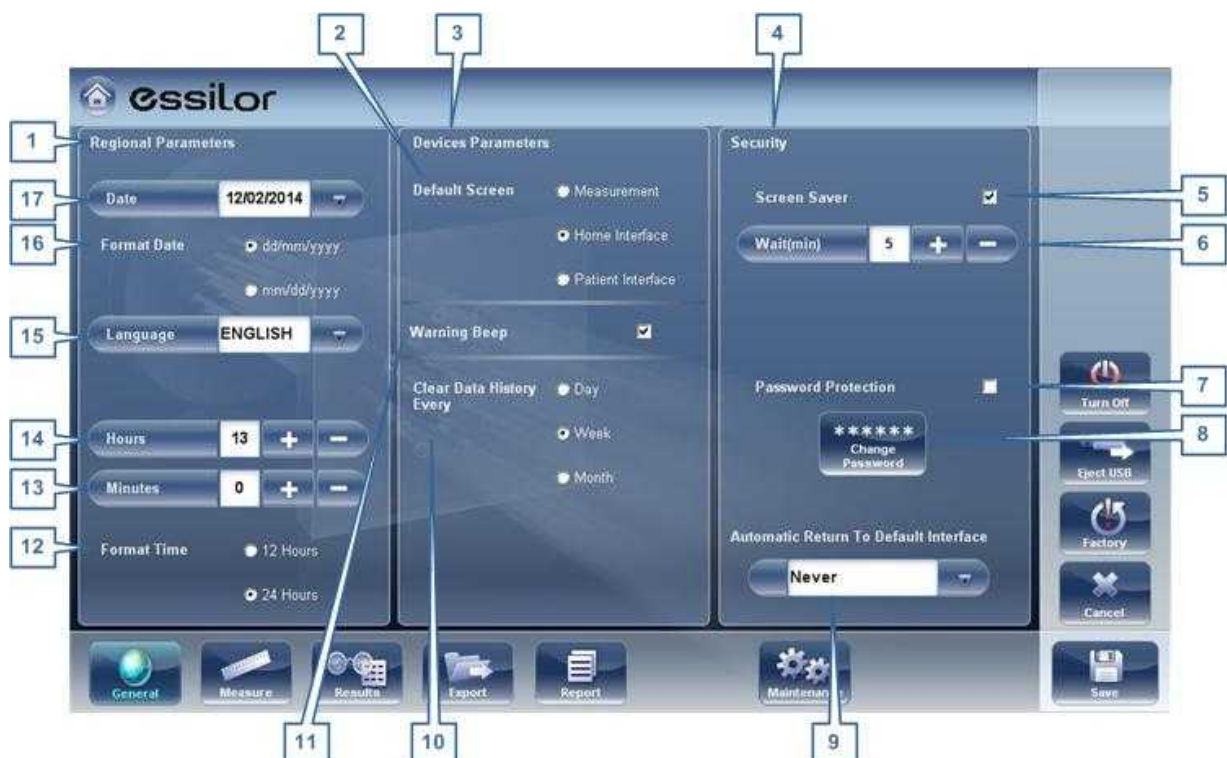 2
3
4
essilor
1
Regional Parameters
17
Date 12/02/2014
16
Format Date dd/mm/yyyy
mm/dd/yyyy
15
Language ENGLISH
14
Hours 13 + −
13
Minutes 0 + −
12
Format Time 12 Hours
24 Hours
Devices Parameters
Default Screen Measurement
Home Interface
Patient Interface
Warning Beep
Clear Data History
Every
Day
Week
Month
Security
Screen Saver
5
Wait(min) 5 + −
6
Password Protection
7
******
Change
Password
8
Automatic Return To Default Interface
Never
Turn Off
Eject USB
Factory
Cancel
General
Measure
Results
Export
Report
Maintenance
Save
11
10
9